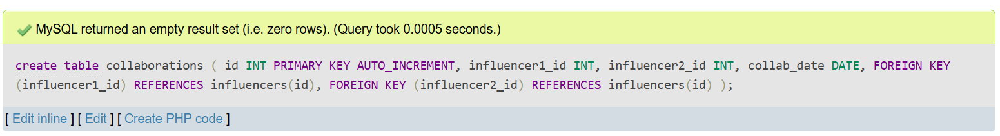 MySQL returned an empty result set (i.e. zero rows). (Query took 0.0005 seconds.)
create table collaborations ( id INT PRIMARY KEY AUTO_INCREMENT, influencer1_id INT, influencer2_id INT, collab_date DATE, FOREIGN KEY
(influencer1_id) REFERENCES influencers(id), FOREIGN KEY (influencer2_id) REFERENCES influencers(id) );
[ Edit inline ] [ Edit ] [ Create PHP code ]